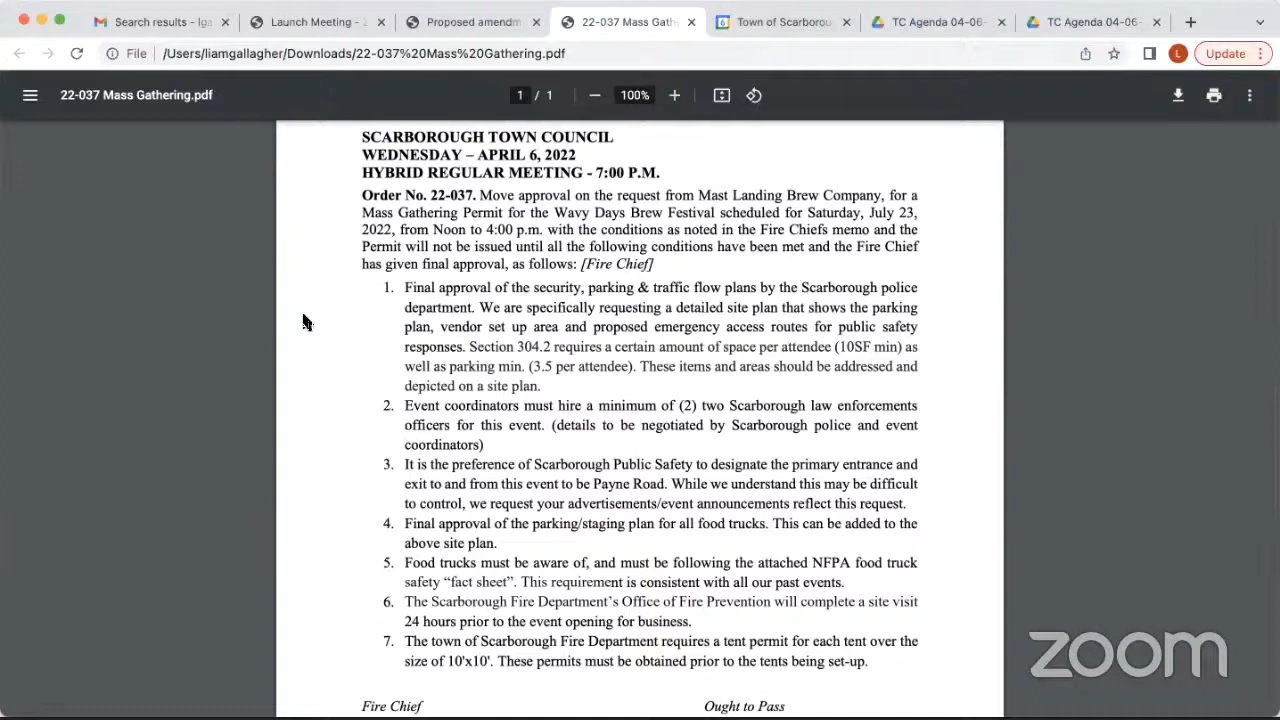 Search results - lga
Launch Meeting - Z
Proposed amendm
22-037 Mass Gath
Town of Scarborou
TC Agenda 04-06-
TC Agenda 04-06-
File
/Users/liamgallagher/Downloads/22-037%20Mass%20Gathering.pdf
L
Update
22-037 Mass Gathering.pdf
1 / 1
100%
SCARBOROUGH TOWN COUNCIL
WEDNESDAY – APRIL 6, 2022
HYBRID REGULAR MEETING - 7:00 P.M.
Order No. 22-037. Move approval on the request from Mast Landing Brew Company, for a
Mass Gathering Permit for the Wavy Days Brew Festival scheduled for Saturday, July 23,
2022, from Noon to 4:00 p.m. with the conditions as noted in the Fire Chiefs memo and the
Permit will not be issued until all the following conditions have been met and the Fire Chief
has given final approval, as follows: [Fire Chief]
1. Final approval of the security, parking & traffic flow plans by the Scarborough police
department. We are specifically requesting a detailed site plan that shows the parking
plan, vendor set up area and proposed emergency access routes for public safety
responses. Section 304.2 requires a certain amount of space per attendee (10SF min) as
well as parking min. (3.5 per attendee). These items and areas should be addressed and
depicted on a site plan.
2. Event coordinators must hire a minimum of (2) two Scarborough law enforcements
officers for this event. (details to be negotiated by Scarborough police and event
coordinators)
3. It is the preference of Scarborough Public Safety to designate the primary entrance and
exit to and from this event to be Payne Road. While we understand this may be difficult
to control, we request your advertisements/event announcements reflect this request.
4. Final approval of the parking/staging plan for all food trucks. This can be added to the
above site plan.
5. Food trucks must be aware of, and must be following the attached NFPA food truck
safety “fact sheet”. This requirement is consistent with all our past events.
6. The Scarborough Fire Department’s Office of Fire Prevention will complete a site visit
24 hours prior to the event opening for business.
7. The town of Scarborough Fire Department requires a tent permit for each tent over the
size of 10'x10'. These permits must be obtained prior to the tents being set-up.
Fire Chief
Ought to Pass
zoom